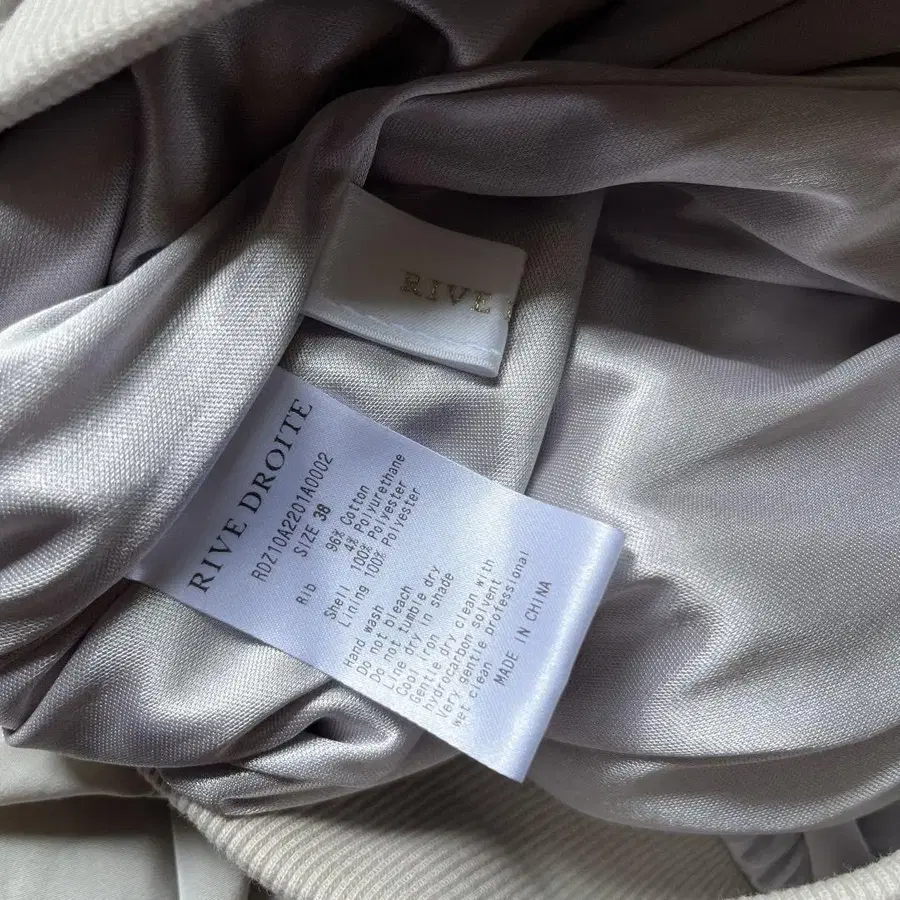 RIVE
RIVE DROITE
RDZ10A2201A0002
SIZE 38
Rib 96% Cotton
4% Polyurethane
Shell 100% Polyester
Lining 100% Polyester
Hand wash
Do not bleach
Do not tumble dry
Line dry in shade
Cool iron
Gentle dry clean with
hydrocarbon solvent
Very gentle professional
wet clean
MADE IN CHINA